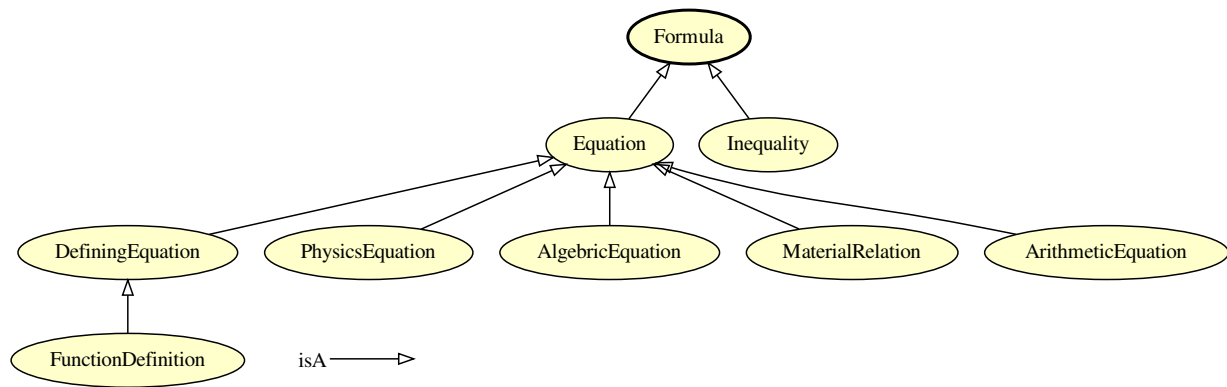 Formula
Equation
Inequality
DefiningEquation
PhysicsEquation
AlgebricEquation
MaterialRelation
ArithmeticEquation
FunctionDefinition
isA